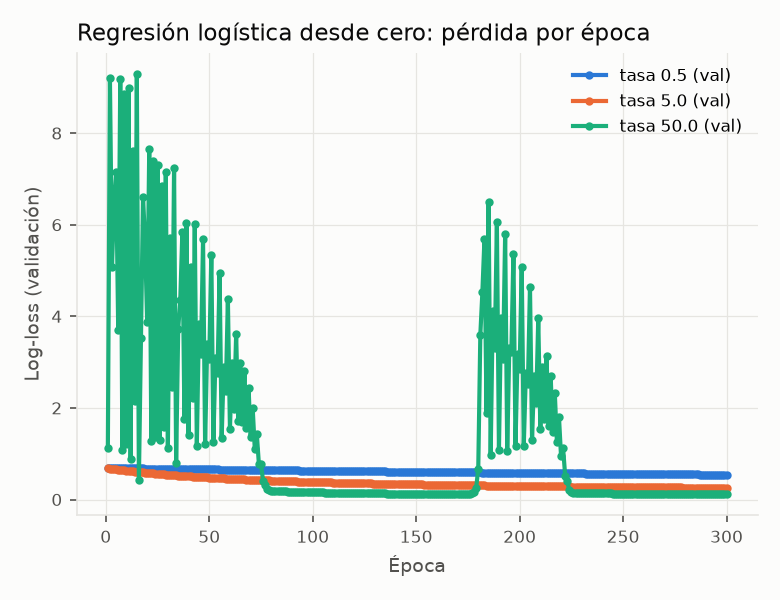 Regresión logística desde cero: pérdida por época
tasa 0.5 (val)
tasa 5.0 (val)
tasa 50.0 (val)
Log-loss (validación)
8
6
4
2
0
0 50 100 150 200 250 300
Época